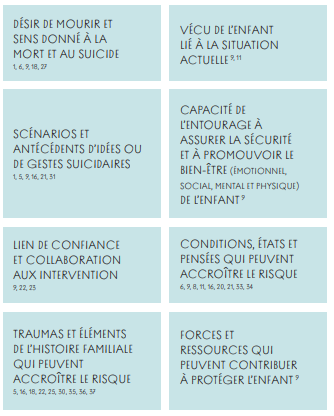 DÉSIR DE MOURIR ET
SENS DONNÉ À LA
MORT ET AU SUICIDE
1, 6, 9, 18, 27
VÉCU DE L'ENFANT
LIÉ À LA SITUATION
ACTUELLE 9, 11
SCÉNARIOS ET
ANTÉCÉDENTS D'IDÉES OU
DE GESTES SUICIDAIRES
1, 5, 9, 16, 21, 31
CAPACITÉ DE
L'ENTOURAGE À
ASSURER LA SÉCURITÉ
ET À PROMOUVOIR LE
BIEN-ÊTRE (ÉMOTIONNEL,
SOCIAL, MENTAL ET PHYSIQUE)
DE L'ENFANT 9
LIEN DE CONFIANCE
ET COLLABORATION
AUX INTERVENTION
9, 22, 23
CONDITIONS, ÉTATS ET
PENSÉES QUI PEUVENT
ACCROÎTRE LE RISQUE
6, 9, 8, 11, 16, 20, 21, 33, 34
TRAUMAS ET ÉLÉMENTS
DE L'HISTOIRE FAMILIALE
QUI PEUVENT
ACCROÎTRE LE RISQUE
5, 16, 18, 22, 25, 30, 35, 36, 37
FORCES ET
RESSOURCES QUI
PEUVENT CONTRIBUER
À PROTÉGER L'ENFANT 9